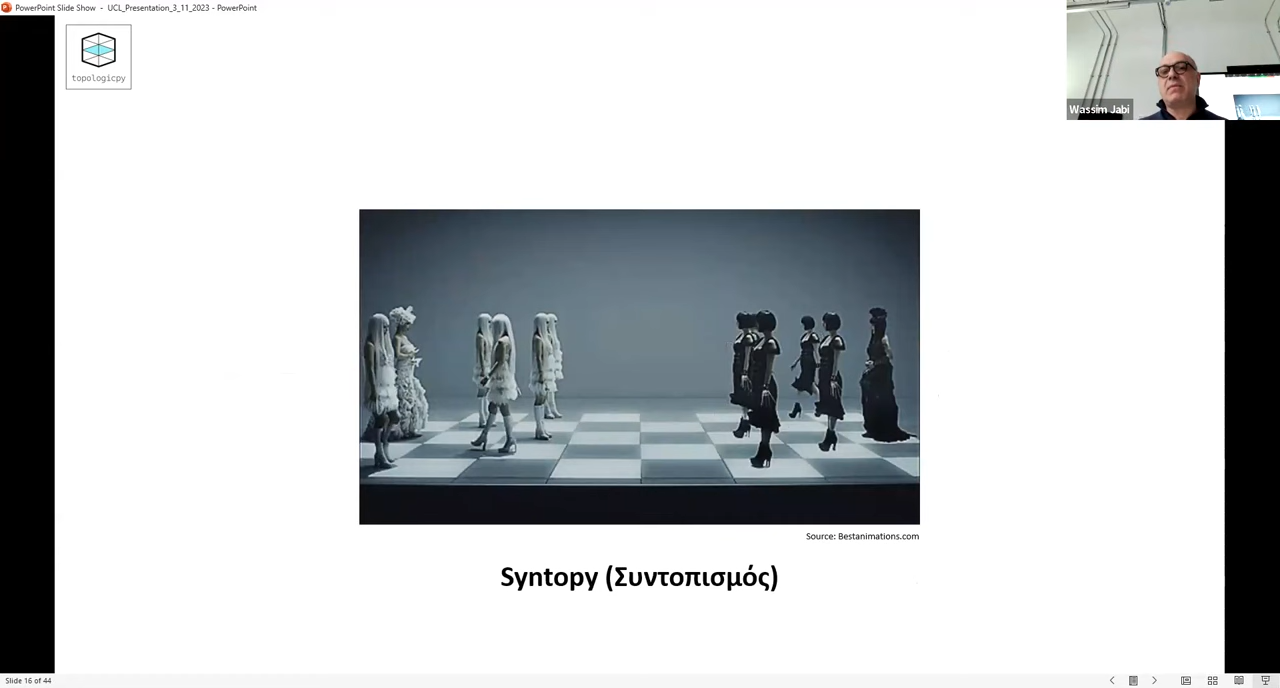 PowerPoint Slide Show - UCL_Presentation_3_11_2023 - PowerPoint
topologicpy
Wassim Jabi
Source: Bestanimations.com
Syntopy (Συντοπισμός)
Slide 16 of 44